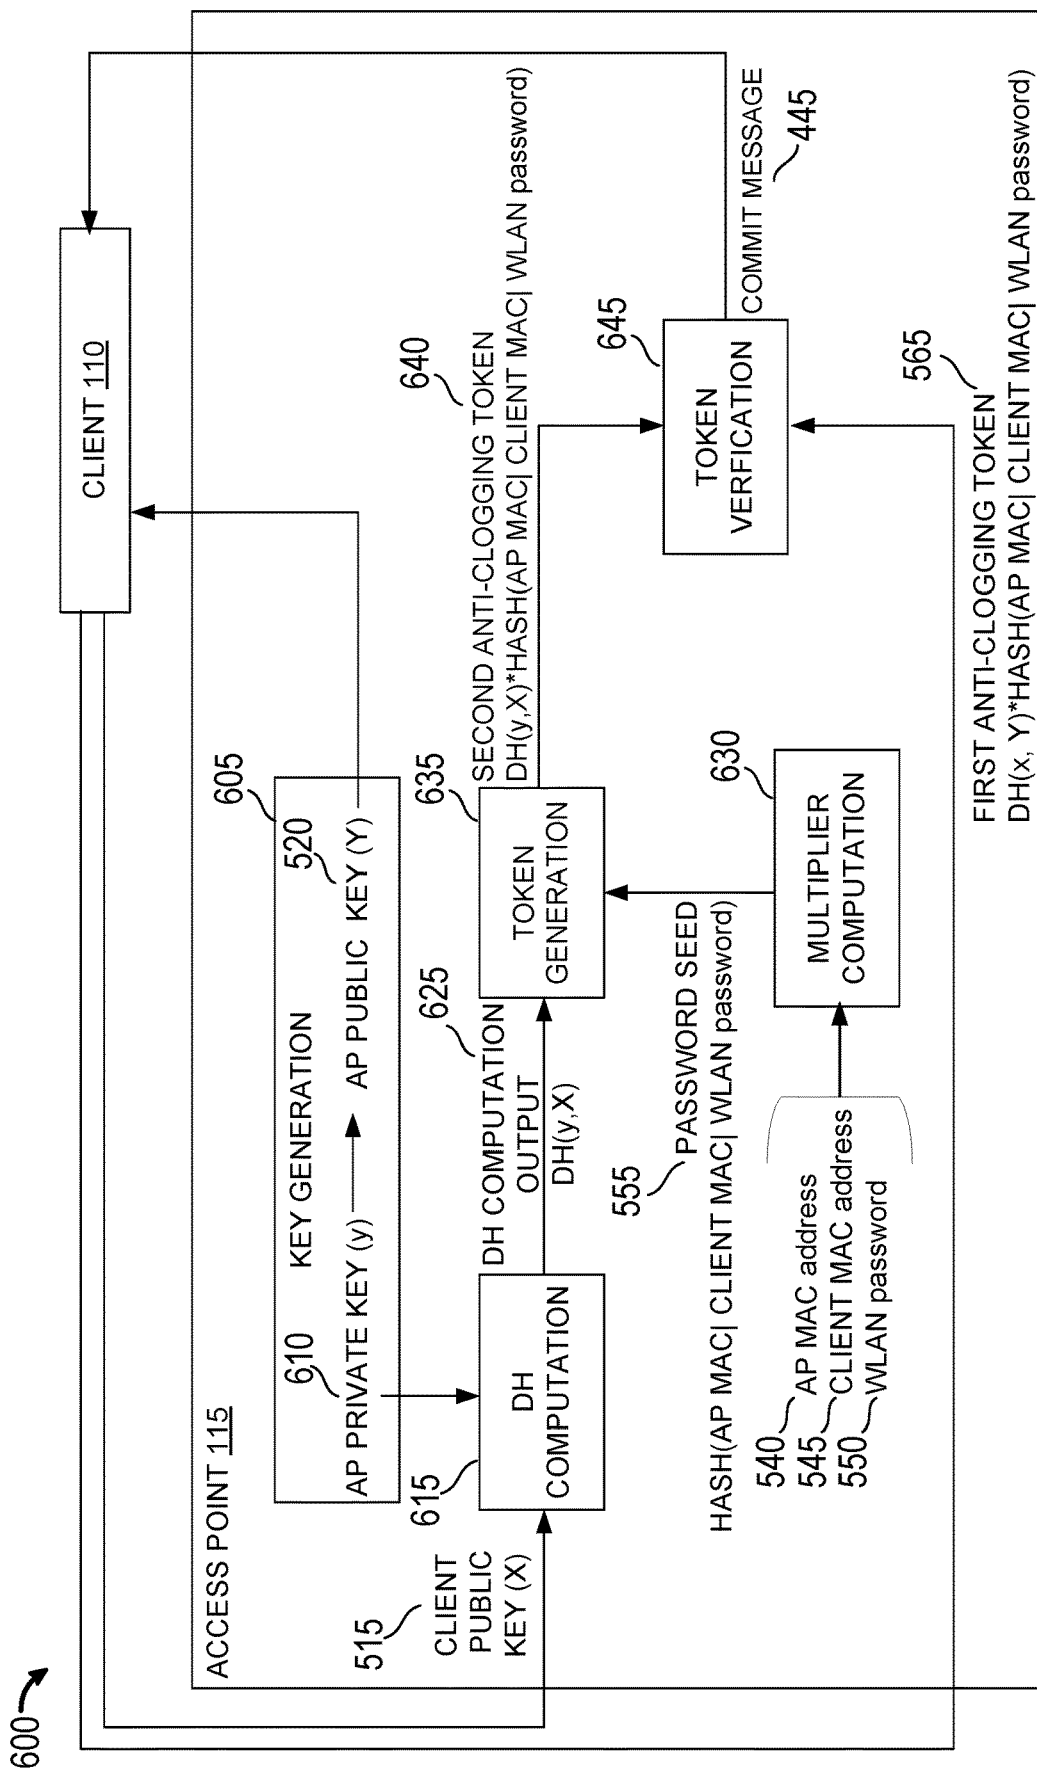 600
CLIENT 110
ACCESS POINT 115
605
KEY GENERATION
610
520
AP PRIVATE KEY (y)
AP PUBLIC KEY (Y)
515
CLIENT
PUBLIC
KEY (X)
615
DH
COMPUTATION
625
DH COMPUTATION
OUTPUT
DH(y,X)
635
TOKEN
GENERATION
640
SECOND ANTI-CLOGGING TOKEN
DH(y,X)*HASH(AP MAC| CLIENT MAC| WLAN password)
555
PASSWORD SEED
HASH(AP MAC| CLIENT MAC| WLAN password)
645
TOKEN
VERFICATION
COMMIT MESSAGE
445
540 AP MAC address
545 CLIENT MAC address
550 WLAN password
630
MULTIPLIER
COMPUTATION
565
FIRST ANTI-CLOGGING TOKEN
DH(x, Y)*HASH(AP MAC| CLIENT MAC| WLAN password)